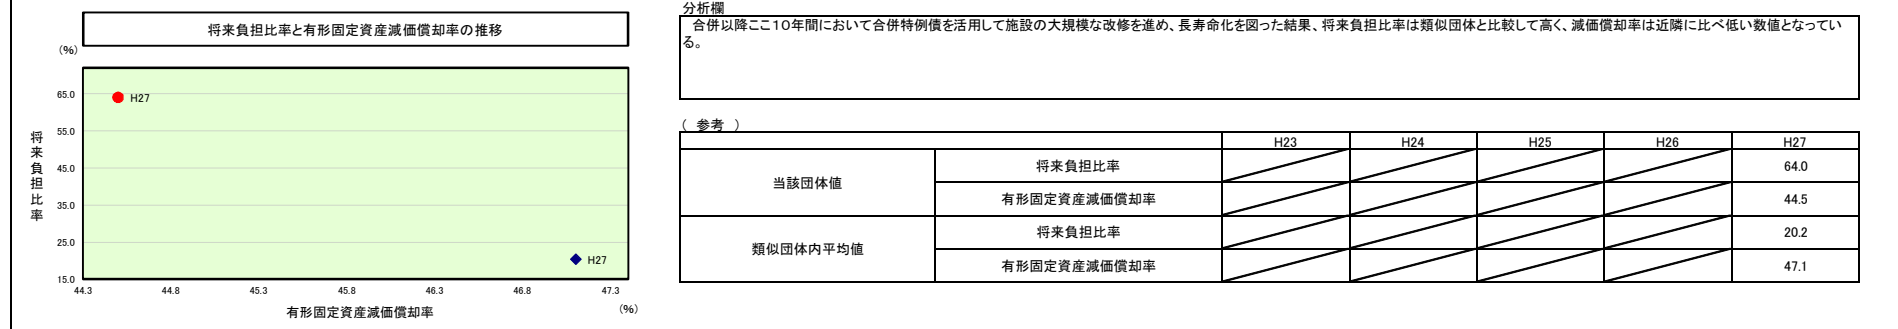 将来負担比率と有形固定資産減価償却率の推移
(%)
65.0
55.0
45.0
35.0
25.0
15.0
将来負担比率
H27
H27
44.3 44.8 45.3 45.8 46.3 46.8 47.3
有形固定資産減価償却率
(%)
分析欄
合併以降ここ10年間において合併特例債を活用して施設の大規模な改修を進め、長寿命化を図った結果、将来負担比率は類似団体と比較して高く、減価償却率は近隣に比べ低い数値となってい
る。
( 参考 )
H23 H24 H25 H26 H27
当該団体値
将来負担比率 64.0
有形固定資産減価償却率 44.5
類似団体内平均値
将来負担比率 20.2
有形固定資産減価償却率 47.1